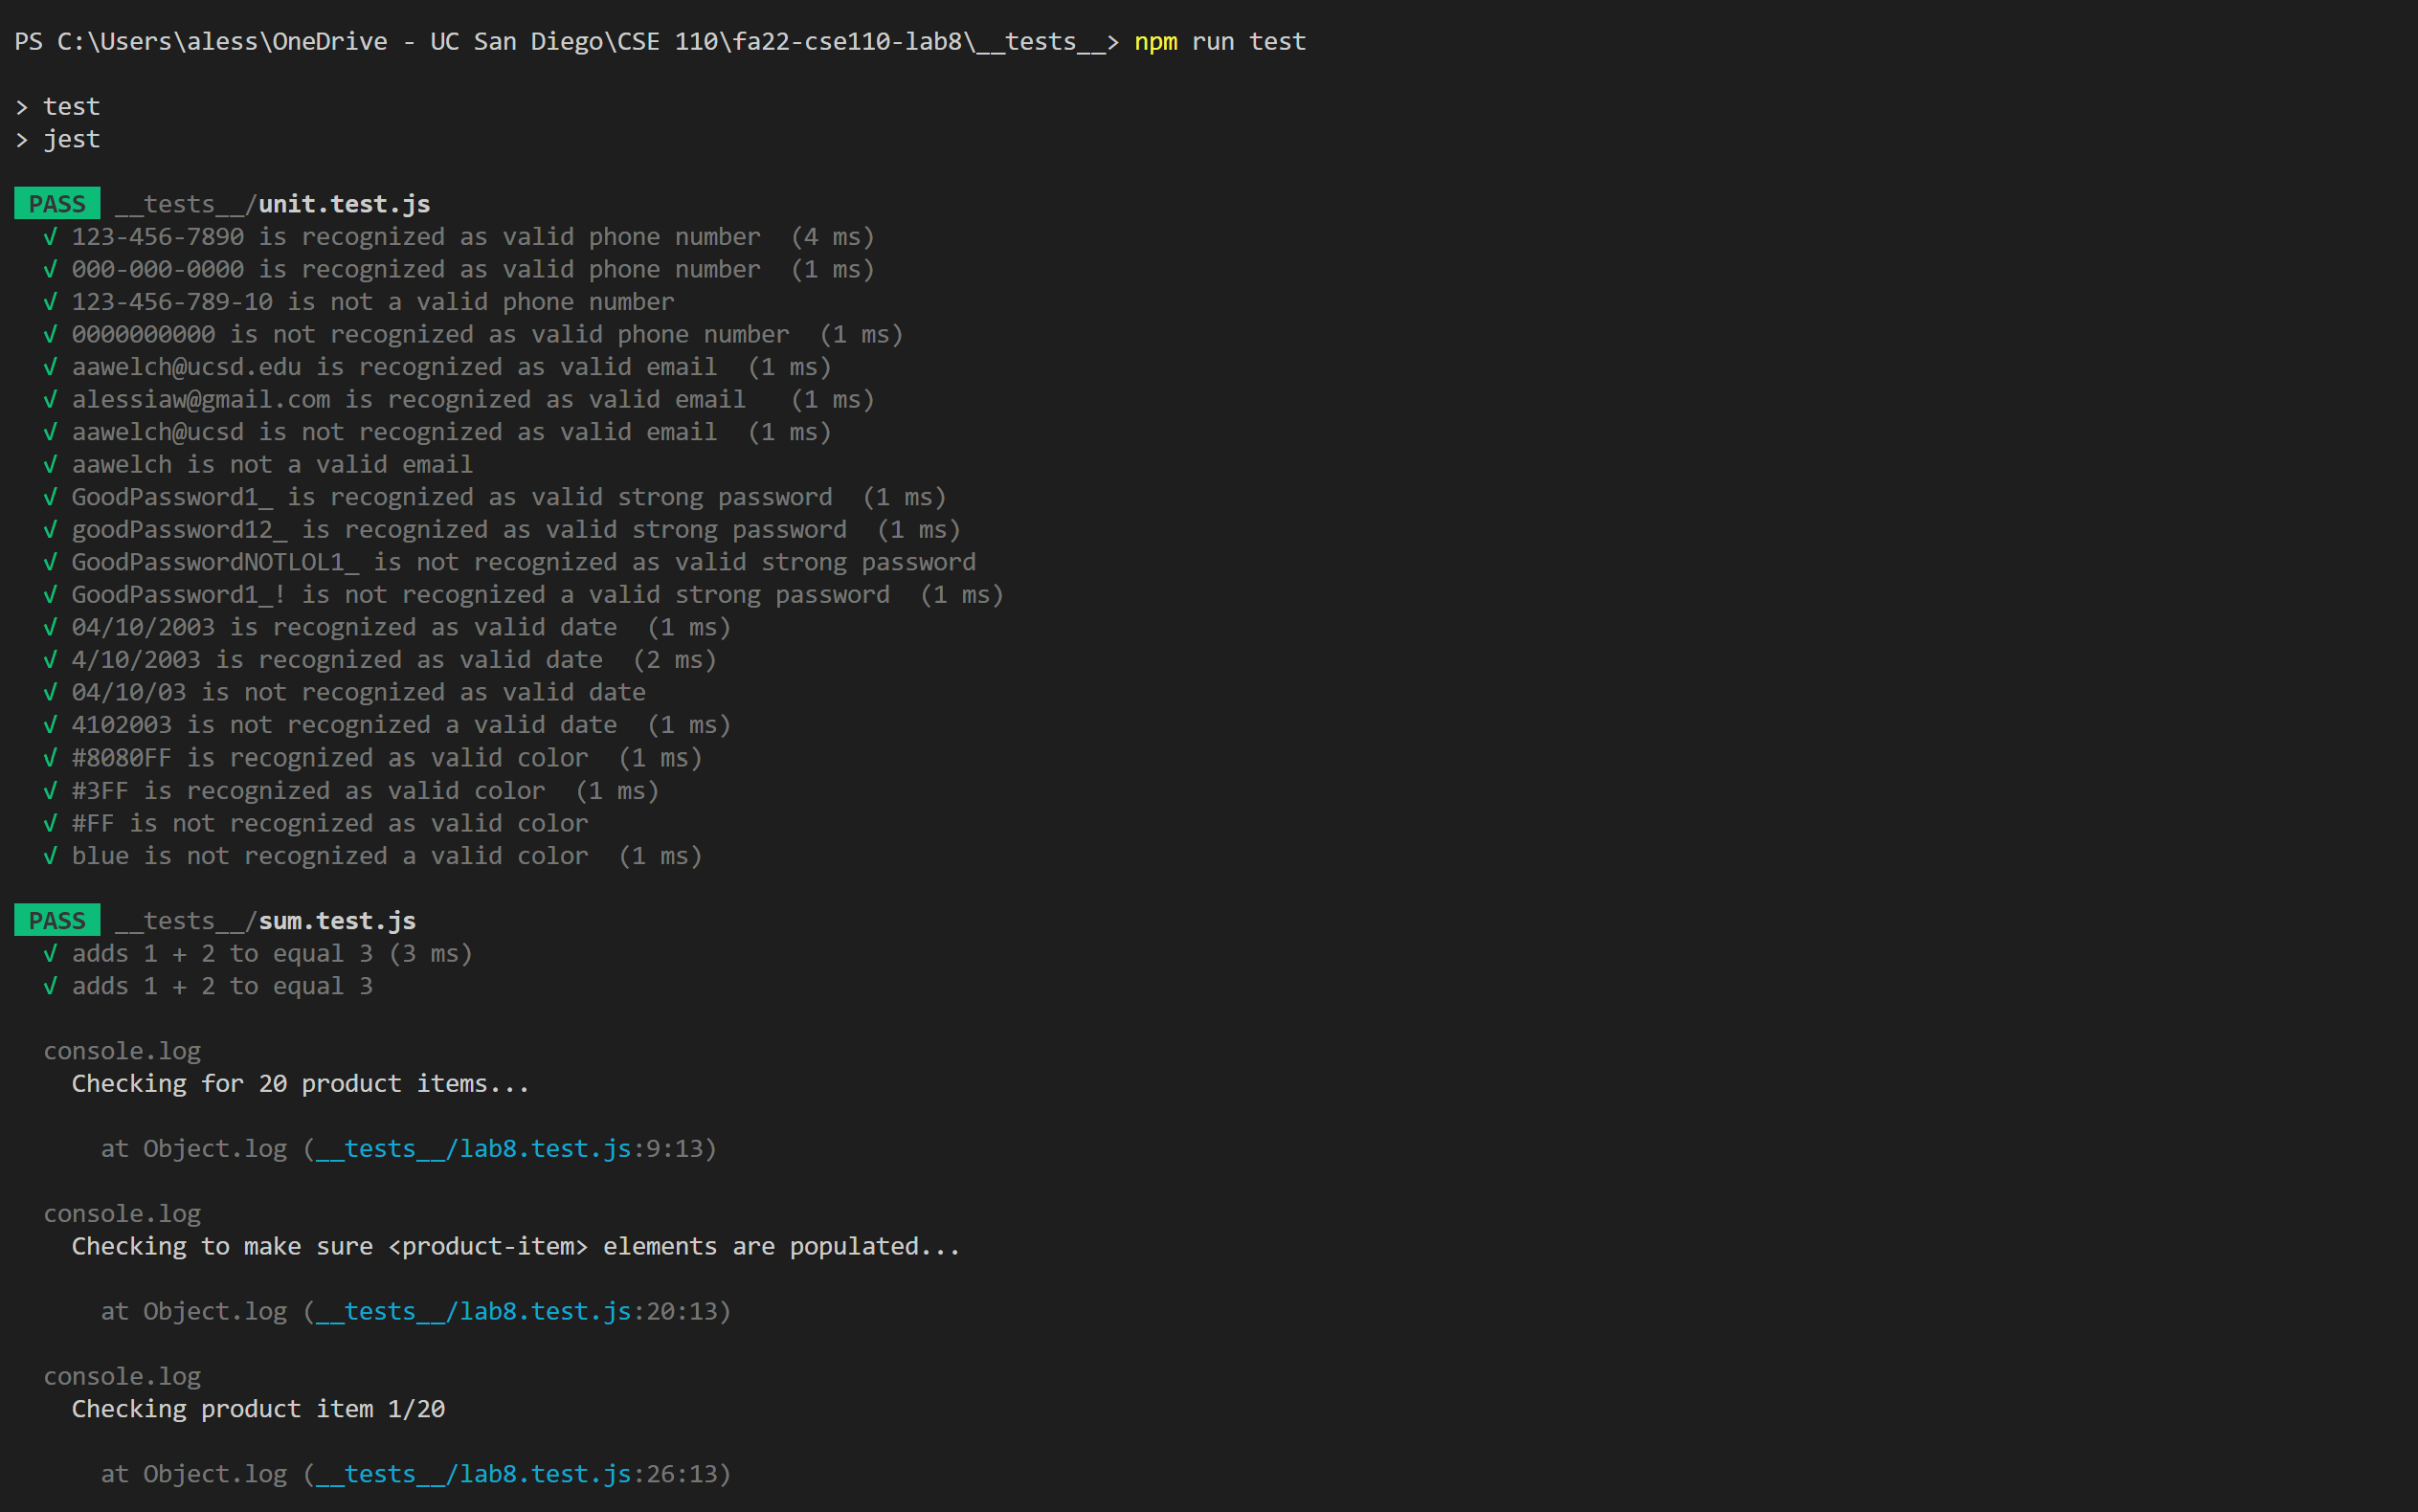 PS C:\Users\aless\OneDrive - UC San Diego\CSE 110\fa22-cse110-lab8\__tests__> npm run test
> test
> jest
PASS __tests__/unit.test.js
√ 123-456-7890 is recognized as valid phone number  (4 ms)
√ 000-000-0000 is recognized as valid phone number  (1 ms)
√ 123-456-789-10 is not a valid phone number
√ 0000000000 is not recognized as valid phone number  (1 ms)
√ aawelch@ucsd.edu is recognized as valid email  (1 ms)
√ alessiaw@gmail.com is recognized as valid email   (1 ms)
√ aawelch@ucsd is not recognized as valid email  (1 ms)
√ aawelch is not a valid email
√ GoodPassword1_ is recognized as valid strong password  (1 ms)
√ goodPassword12_ is recognized as valid strong password  (1 ms)
√ GoodPasswordNOTLOL1_ is not recognized as valid strong password
√ GoodPassword1_! is not recognized a valid strong password  (1 ms)
√ 04/10/2003 is recognized as valid date  (1 ms)
√ 4/10/2003 is recognized as valid date  (2 ms)
√ 04/10/03 is not recognized as valid date
√ 4102003 is not recognized a valid date  (1 ms)
√ #8080FF is recognized as valid color  (1 ms)
√ #3FF is recognized as valid color  (1 ms)
√ #FF is not recognized as valid color
√ blue is not recognized a valid color  (1 ms)
PASS __tests__/sum.test.js
√ adds 1 + 2 to equal 3 (3 ms)
√ adds 1 + 2 to equal 3
console.log
Checking for 20 product items...
at Object.log (__tests__/lab8.test.js:9:13)
console.log
Checking to make sure <product-item> elements are populated...
at Object.log (__tests__/lab8.test.js:20:13)
console.log
Checking product item 1/20
at Object.log (__tests__/lab8.test.js:26:13)